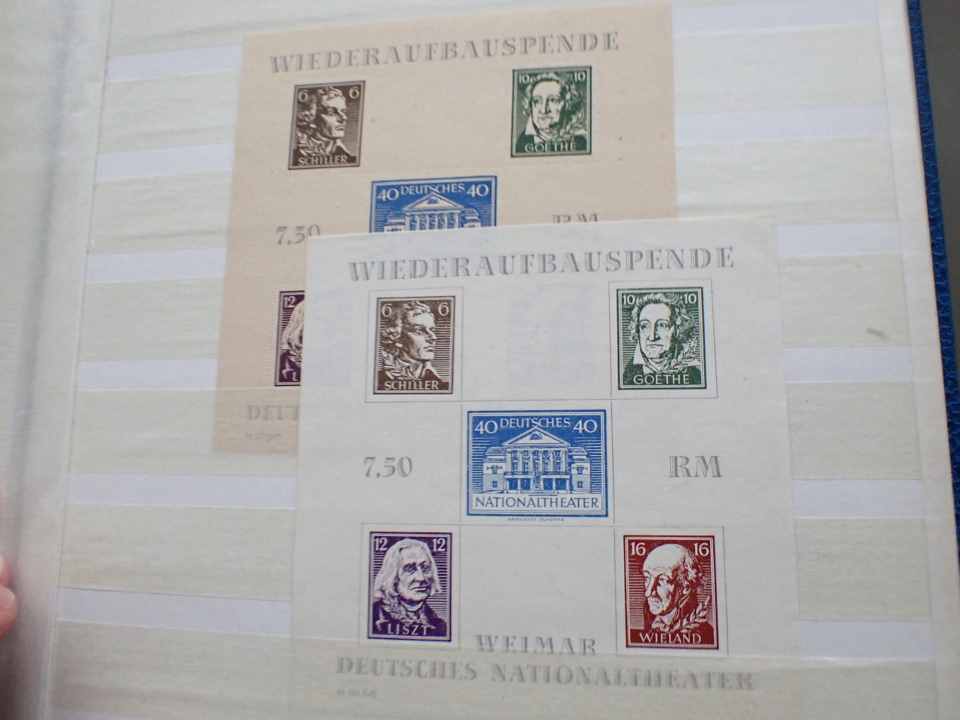 WIEDERAUFBAUSPENDE
6 6
SCHILLER
10 10
GOETHE
40 DEUTSCHES 40
7.50
RM
12
WIEDERAUFBAUSPENDE
6 6
SCHILLER
10 10
GOETHE
40 DEUTSCHES 40
NATIONALTHEATER
7.50
RM
12 12
LISZT
16 16
WIELAND
WEIMAR
DEUTSCHES NATIONALTHEATER